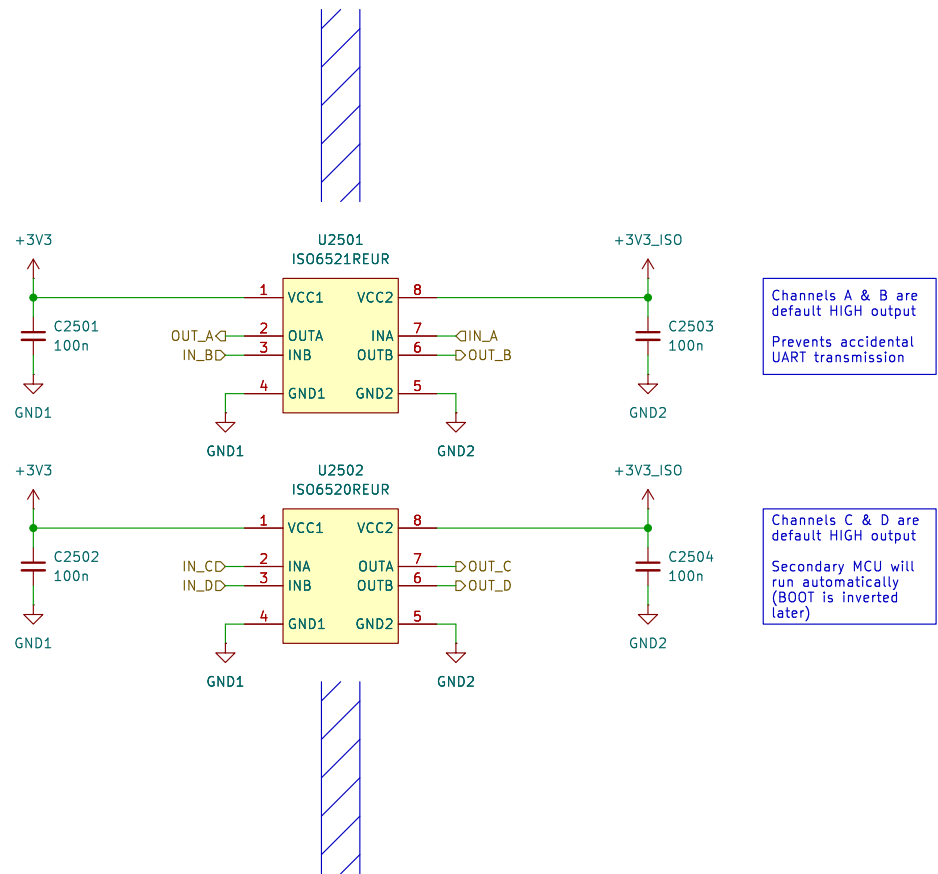 +3V3
U2501
ISO6521REUR
+3V3_ISO
1 VCC1
VCC2 8
C2501
100n
OUT_A 2 OUTA
INA 7 IN_A
IN_B 3 INB
OUTB 6 OUT_B
C2503
100n
4 GND1
GND2 5
GND1
GND1
GND2
GND2
Channels A & B are
default HIGH output
Prevents accidental
UART transmission
+3V3
U2502
ISO6520REUR
+3V3_ISO
1 VCC1
VCC2 8
C2502
100n
IN_C 2 INA
OUTA 7 OUT_C
IN_D 3 INB
OUTB 6 OUT_D
C2504
100n
4 GND1
GND2 5
GND1
GND1
GND2
GND2
Channels C & D are
default HIGH output
Secondary MCU will
run automatically
(BOOT is inverted
later)